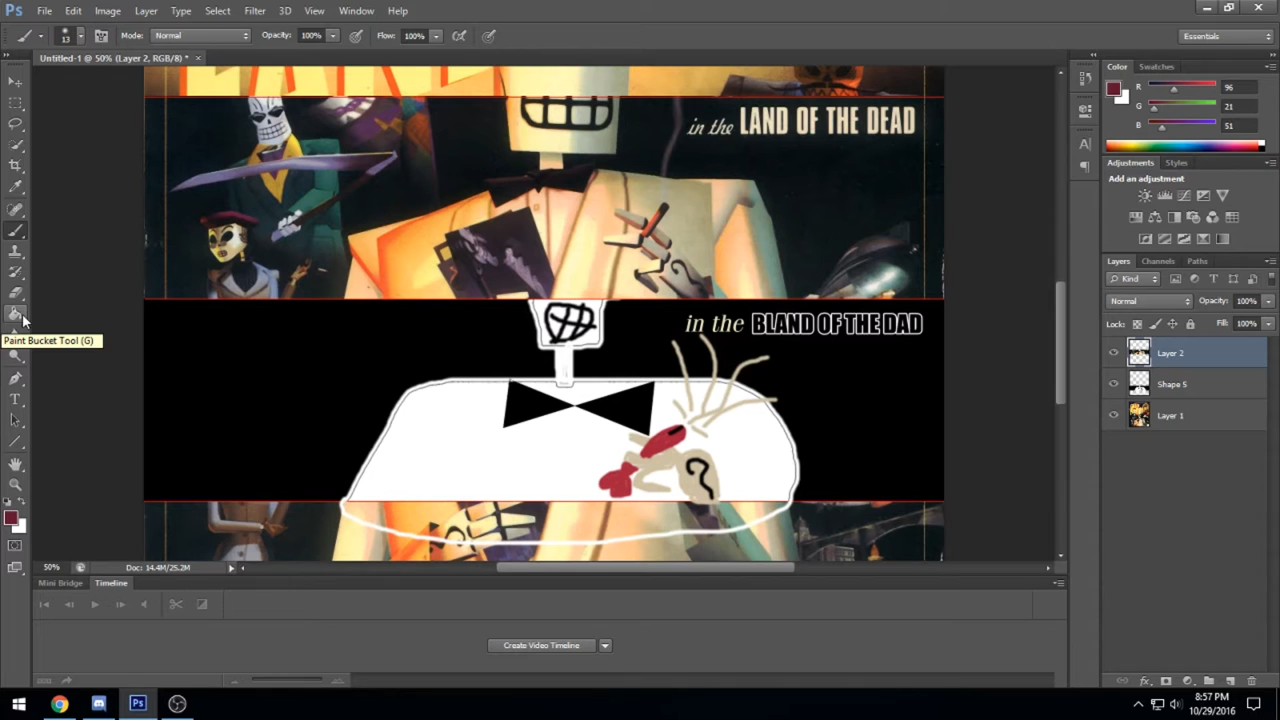 Ps File Edit Image Layer Type Select Filter 3D View Window Help
13 Mode: Normal Opacity: 100% Flow: 100% Essentials
Untitled-1 @ 50% (Layer 2, RGB/8) * ×
in the LAND OF THE DEAD
in the BLAND OF THE DAD
?
Paint Bucket Tool (G)
Color Swatches
R 96
G 21
B 51
Adjustments Styles
Add an adjustment
Layers Channels Paths
Kind
Normal Opacity: 100%
Lock: Fill: 100%
Layer 2
Shape 5
Layer 1
50% Doc: 14.4M/25.2M
Mini Bridge Timeline
Create Video Timeline
Ps
8:57 PM
10/29/2016